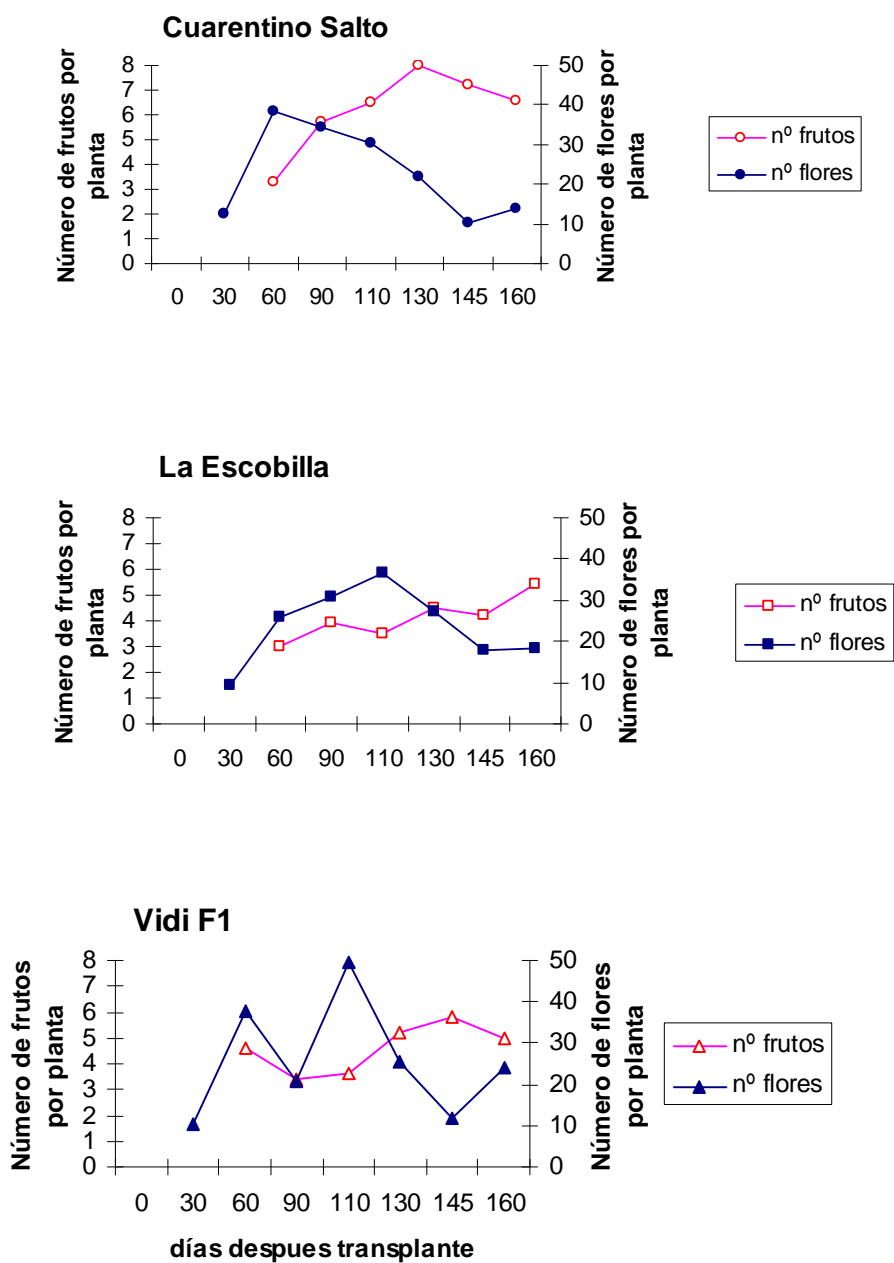 Cuarentino Salto
Número de frutos por
planta
8
7
6
5
4
3
2
1
0
50
40
30
20
10
0
Número de flores por
planta
0 30 60 90 110 130 145 160
nº frutos
nº flores
La Escobilla
Número de frutos por
planta
8
7
6
5
4
3
2
1
0
50
40
30
20
10
0
Número de flores por
planta
0 30 60 90 110 130 145 160
nº frutos
nº flores
Vidi F1
Número de frutos
por planta
8
7
6
5
4
3
2
1
0
50
40
30
20
10
0
Número de flores
por planta
0 30 60 90 110 130 145 160
días despues transplante
nº frutos
nº flores